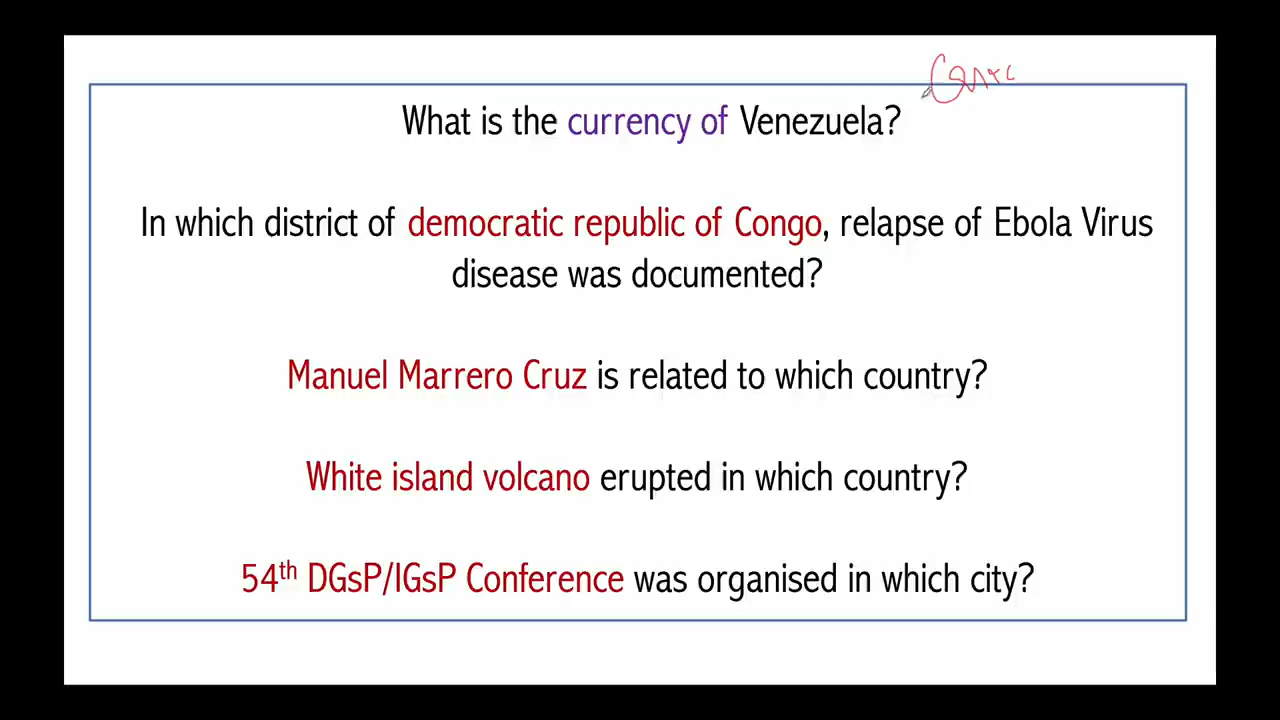 What is the currency of Venezuela?
In which district of democratic republic of Congo, relapse of Ebola Virus
disease was documented?
Manuel Marrero Cruz is related to which country?
White island volcano erupted in which country?
54th DGsP/IGsP Conference was organised in which city?